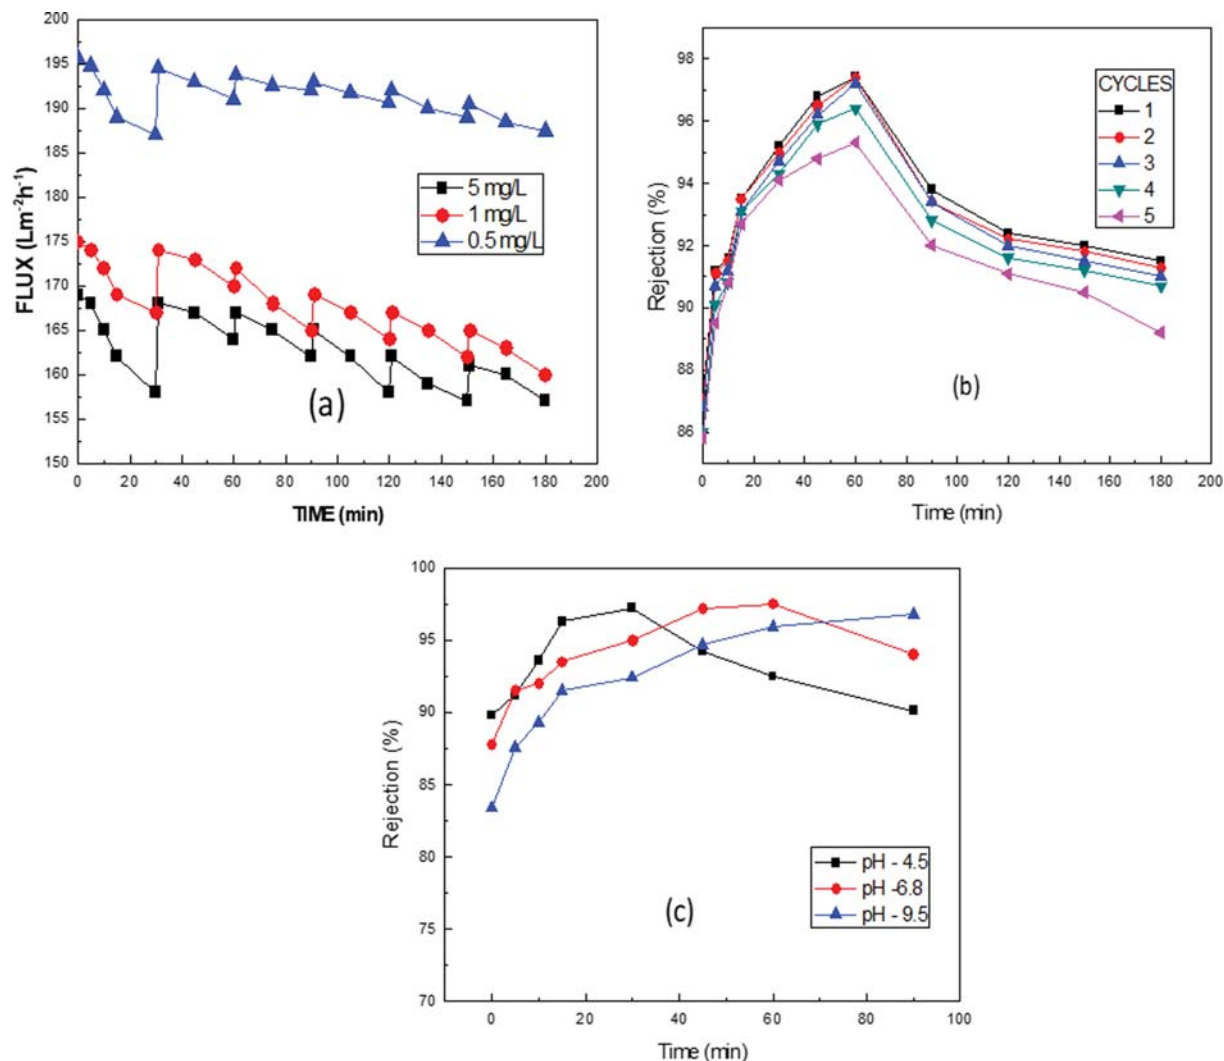 200
195
190
185
180
175
170
165
160
155
150
FLUX (Lm⁻²h⁻¹)
5 mg/L
1 mg/L
0.5 mg/L
(a)
0 20 40 60 80 100 120 140 160 180 200
TIME (min)
98
96
94
92
90
88
86
Rejection (%)
CYCLES
1
2
3
4
5
(b)
0 20 40 60 80 100 120 140 160 180 200
Time (min)
100
95
90
85
80
75
70
Rejection (%)
pH - 4.5
pH -6.8
pH - 9.5
(c)
0 20 40 60 80 100
Time (min)